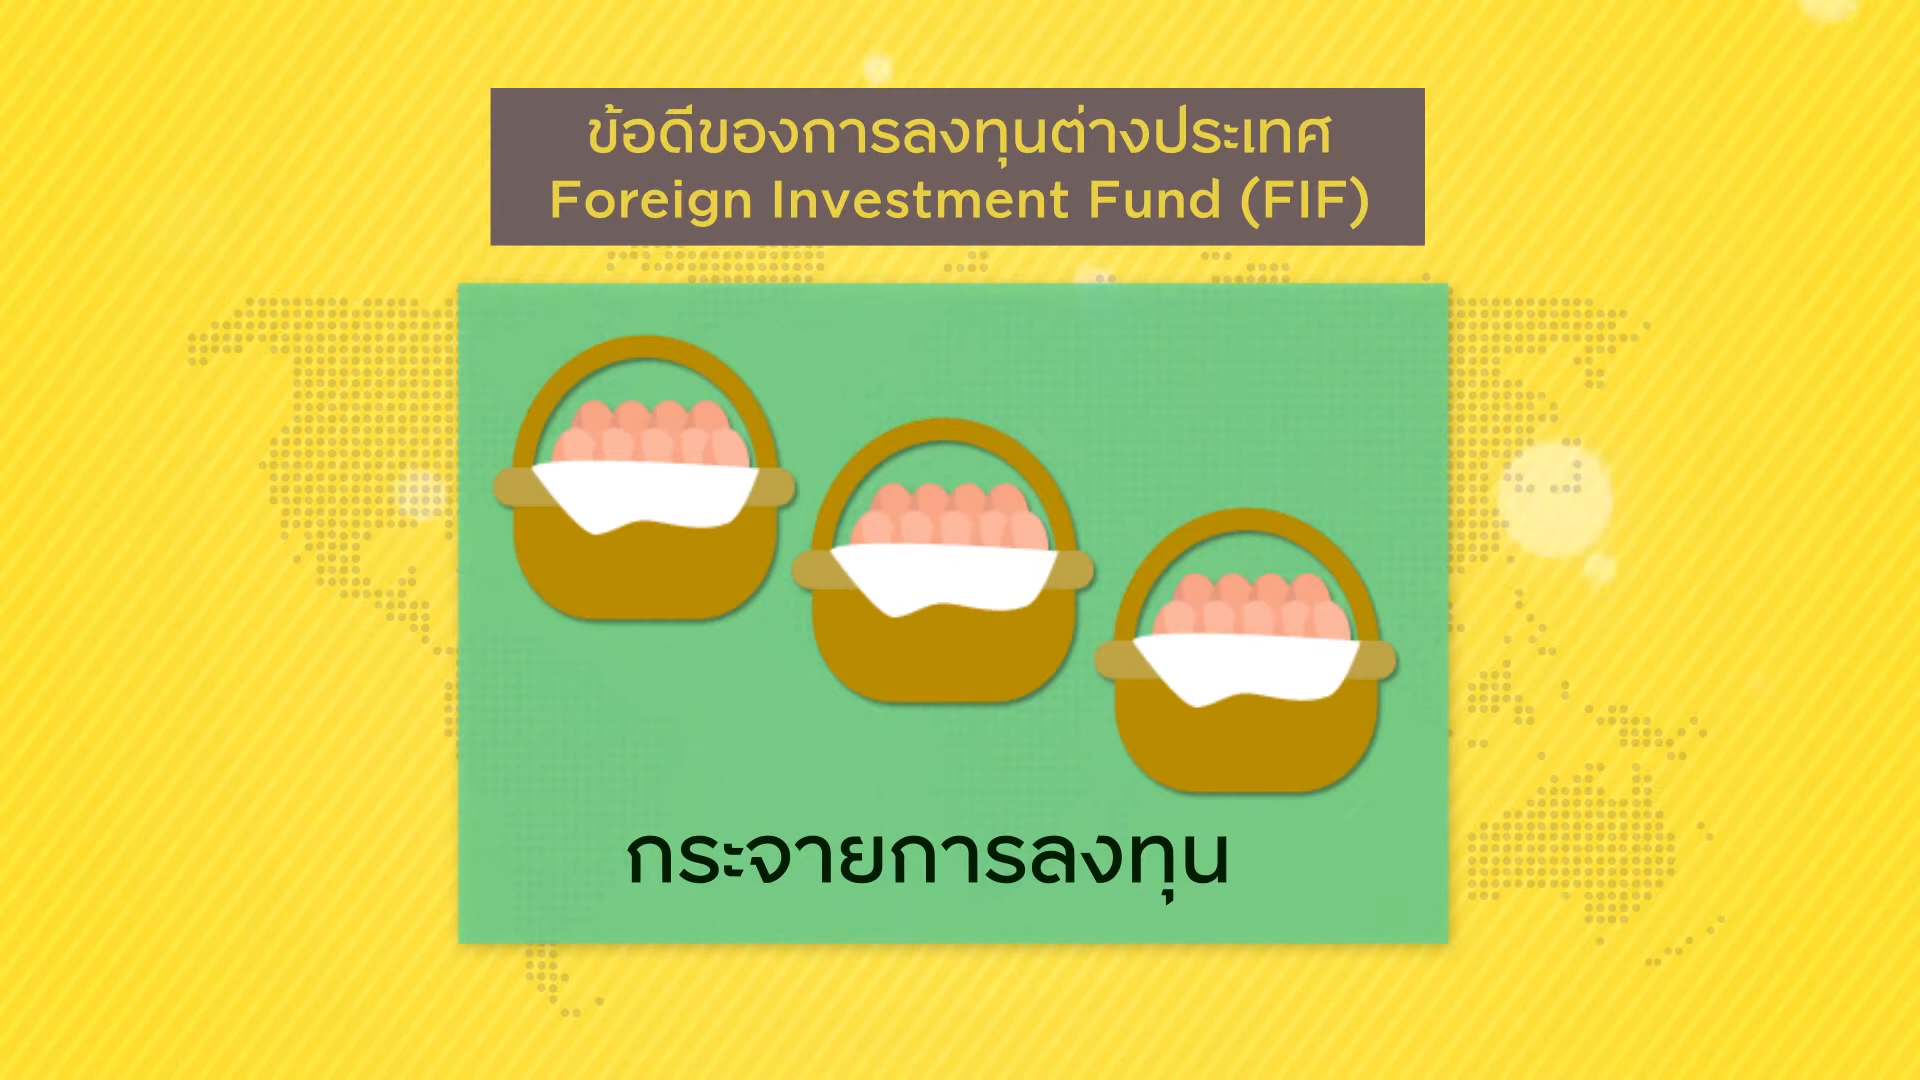 ข้อดีของการลงทุนต่างประเทศ
Foreign Investment Fund (FIF)
กระจายการลงทุน